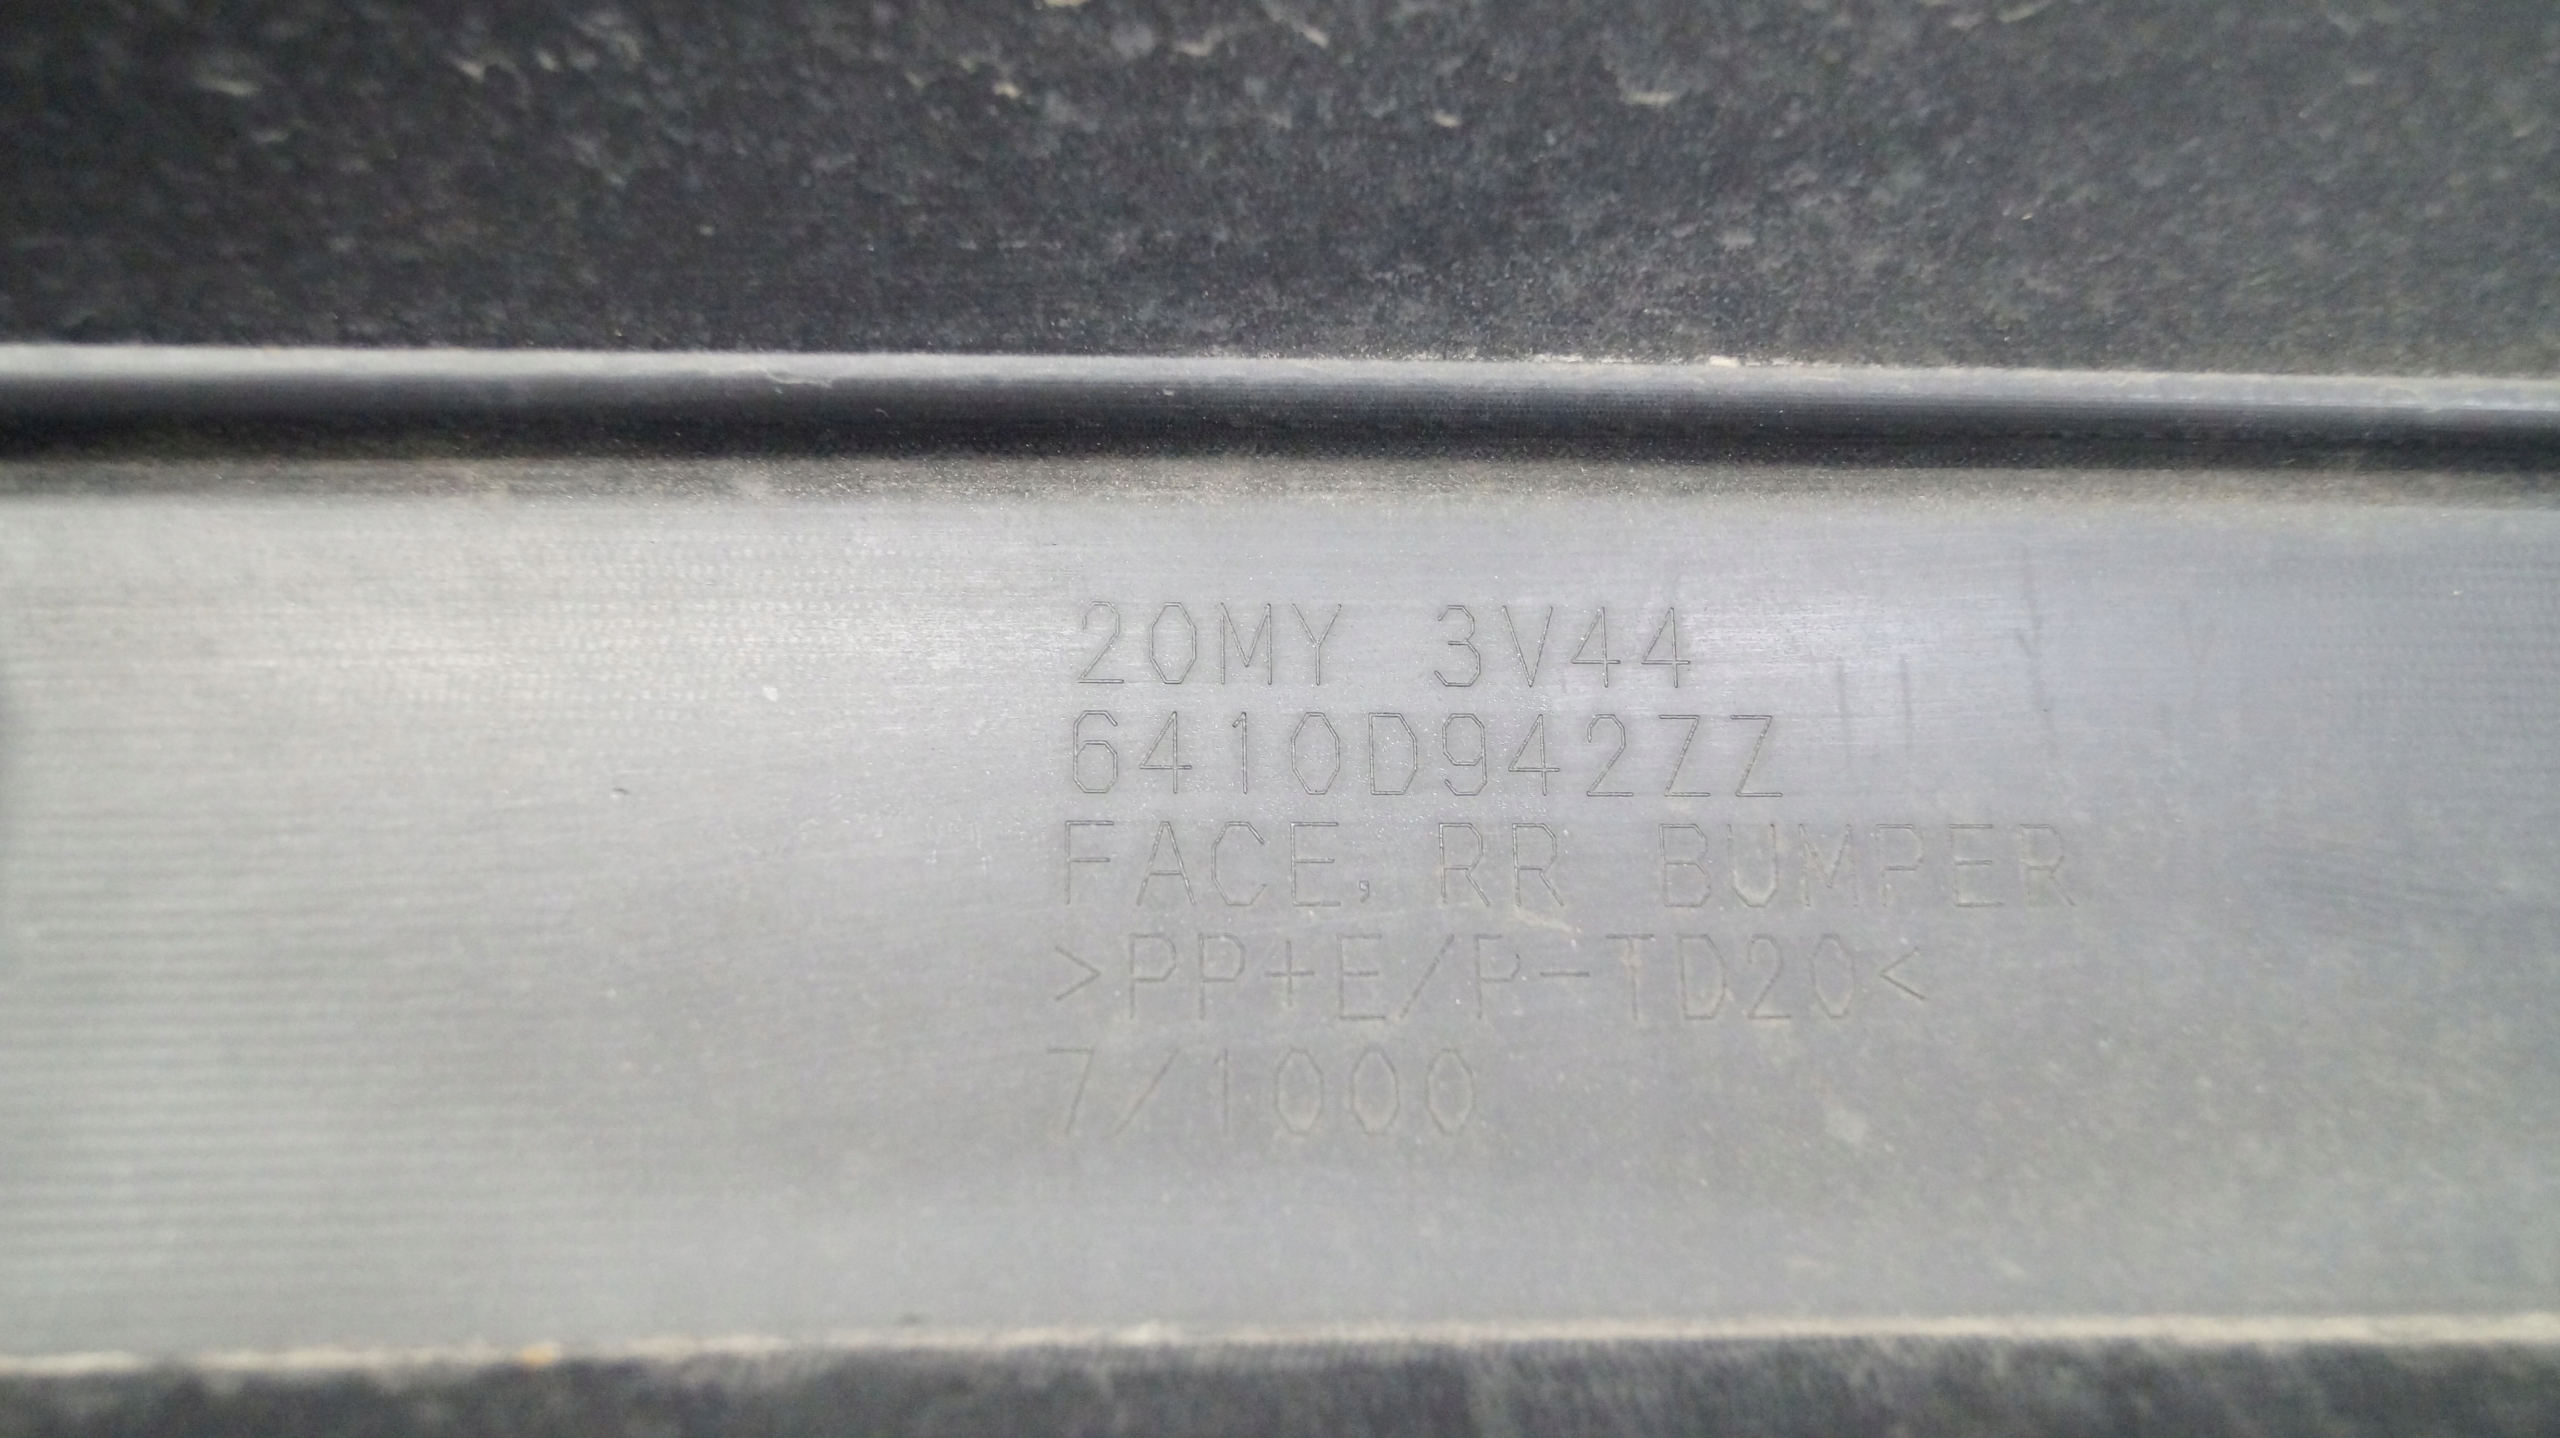 20MY 3V44
6410D942ZZ
FACE, RR BUMPER
>PP+E/P-TD20<
7/1000